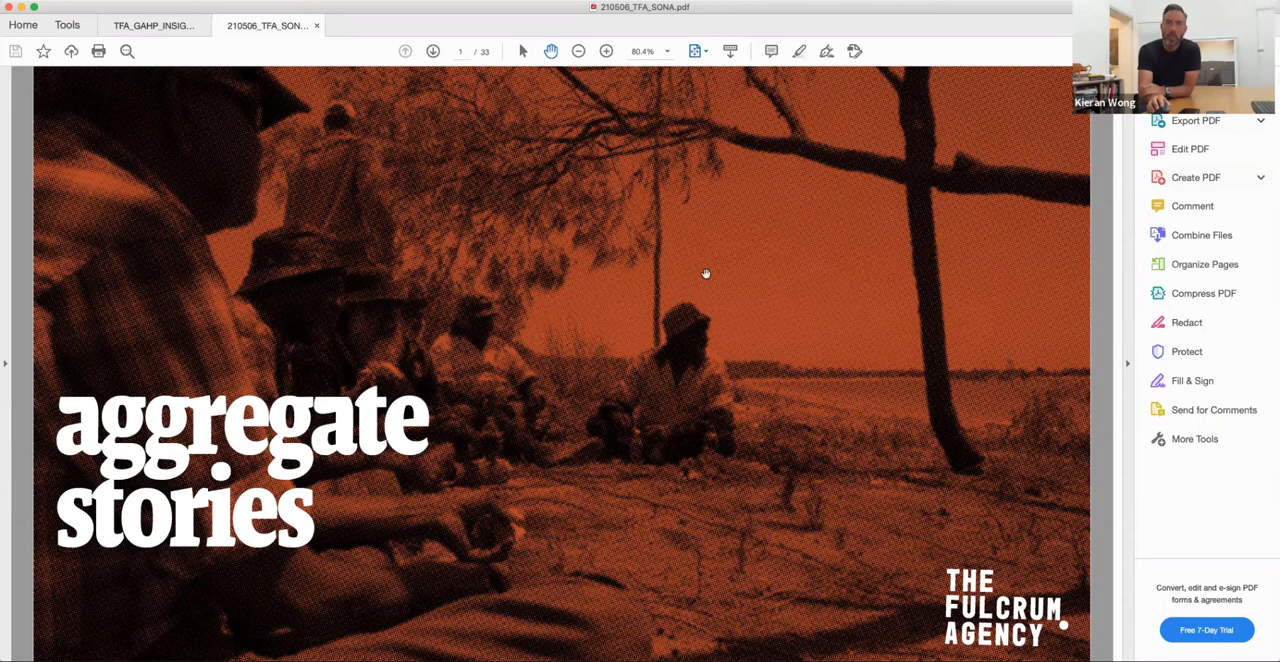 210506_TFA_SONA.pdf
Home
Tools
TFA_GAHP_INSIG...
210506_TFA_SON...
1 / 33
80.4%
Kieran Wong
Export PDF
Edit PDF
Create PDF
Comment
Combine Files
Organize Pages
Compress PDF
Redact
Protect
Fill & Sign
Send for Comments
More Tools
aggregate
stories
THE
FULCRUM
AGENCY
Convert, edit and e-sign PDF
forms & agreements
Free 7-Day Trial